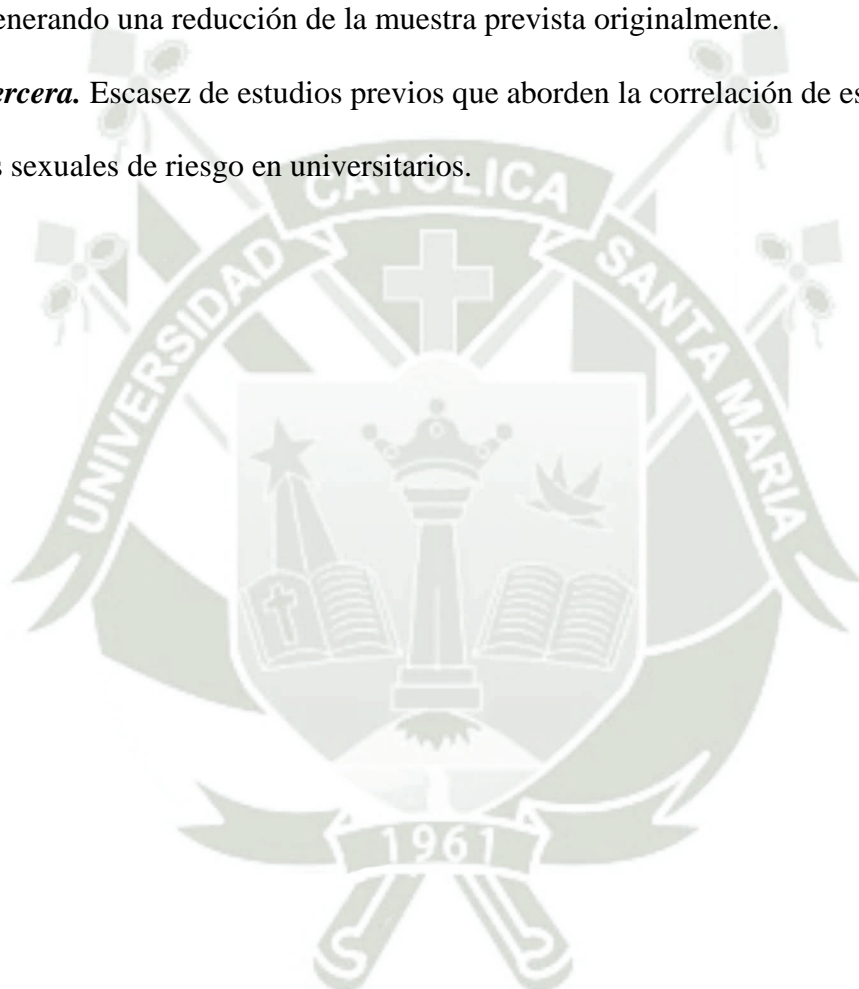 enerando una reducción de la muestra prevista originalmente.
ercera. Escasez de estudios previos que aborden la correlación de es
s sexuales de riesgo en universitarios.
UNIVERSIDAD CATOLICA SANTA MARIA
1961